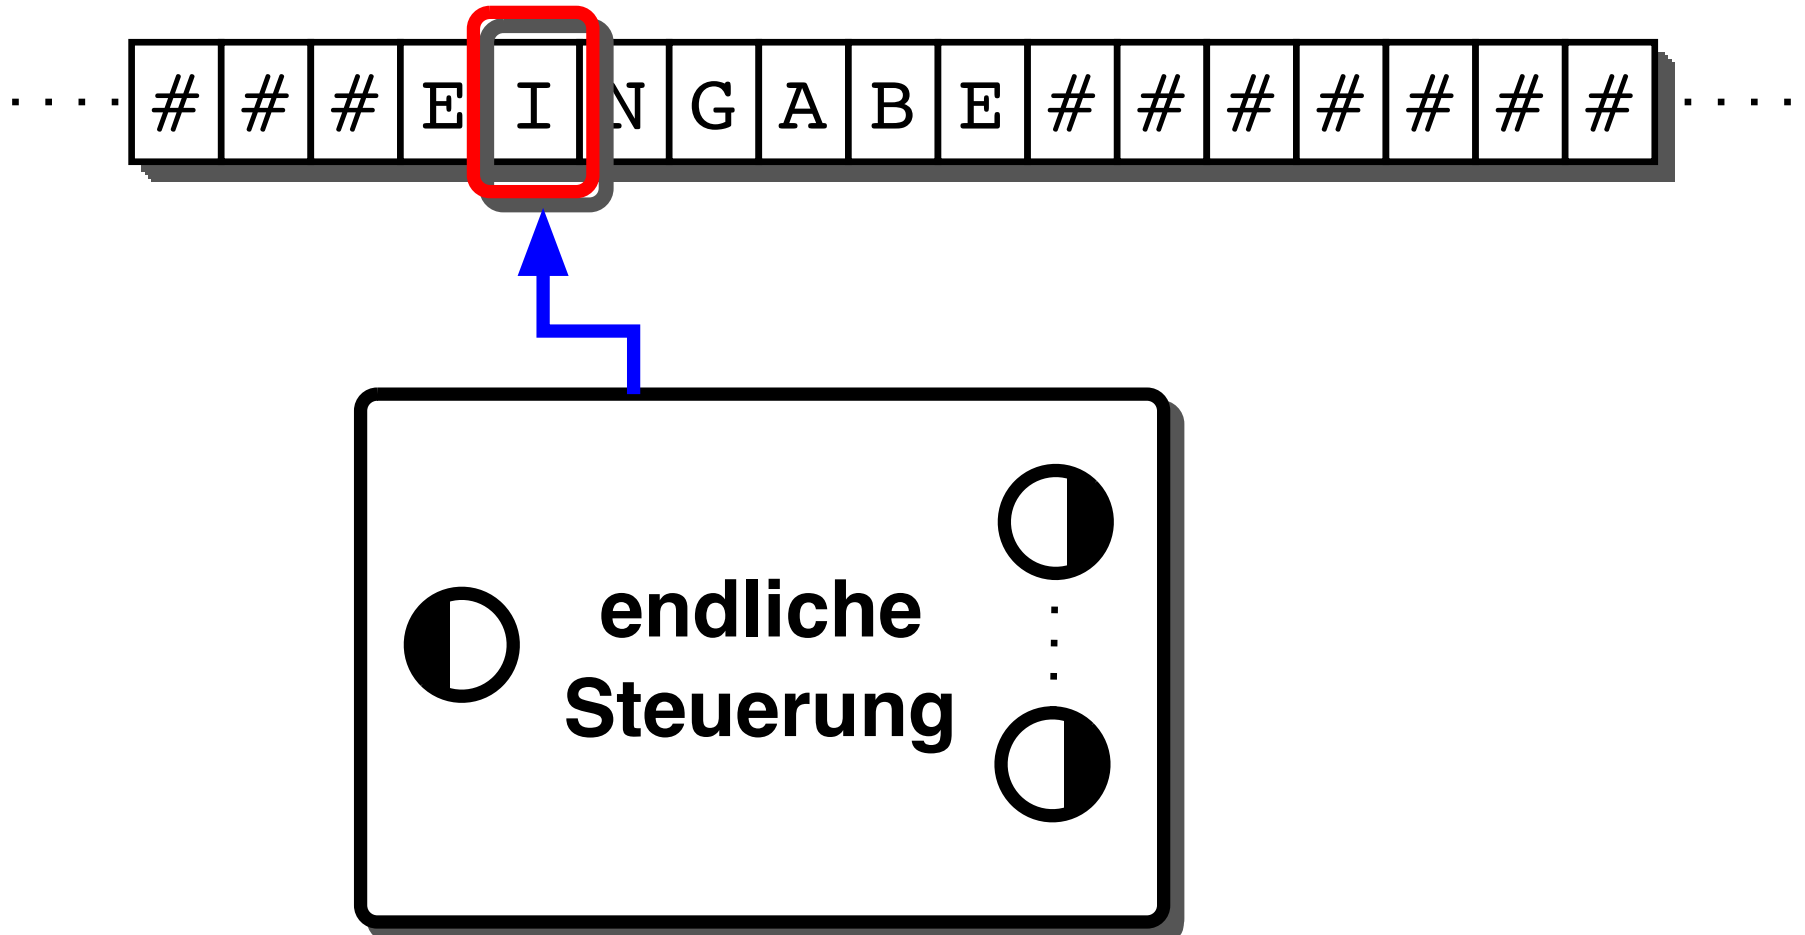 . . . . # # # E I N G A B E # # # # # # # . . . .
endliche
Steuerung